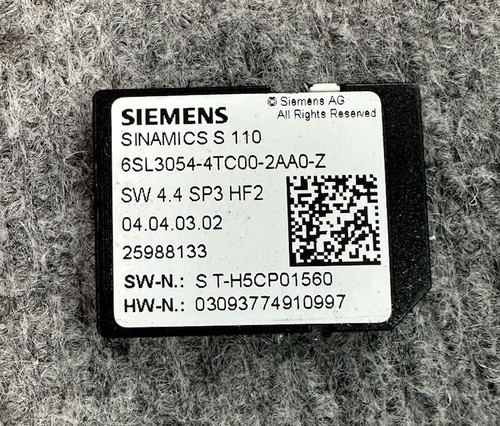 SIEMENS
© Siemens AG
All Rights Reserved
SINAMICS S 110
6SL3054-4TC00-2AA0-Z
SW 4.4 SP3 HF2
04.04.03.02
25988133
SW-N.: S T-H5CP01560
HW-N.: 03093774910997